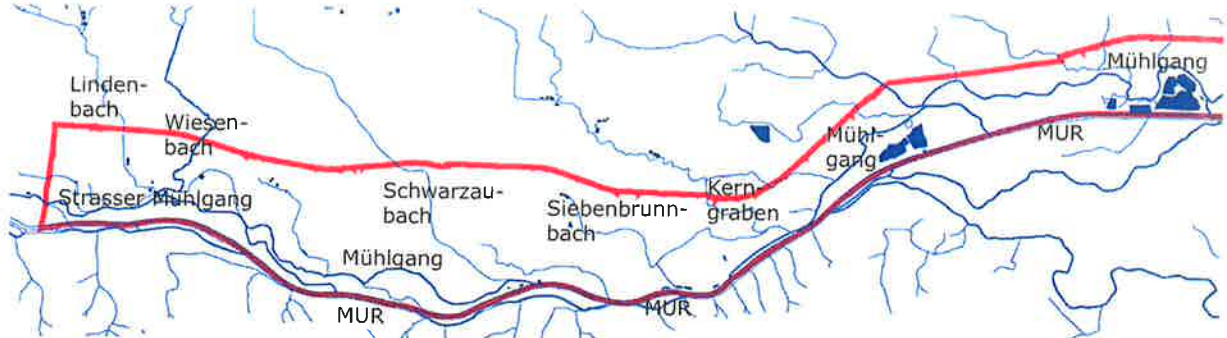 Linden-
bach
Wiesen-
bach
Strasser Mühlgang
Mühlgang
MUR
Schwarzau-
bach
Siebenbrunn-
bach
MUR
Kern-
graben
Mühl-
gang
MUR
Mühlgang